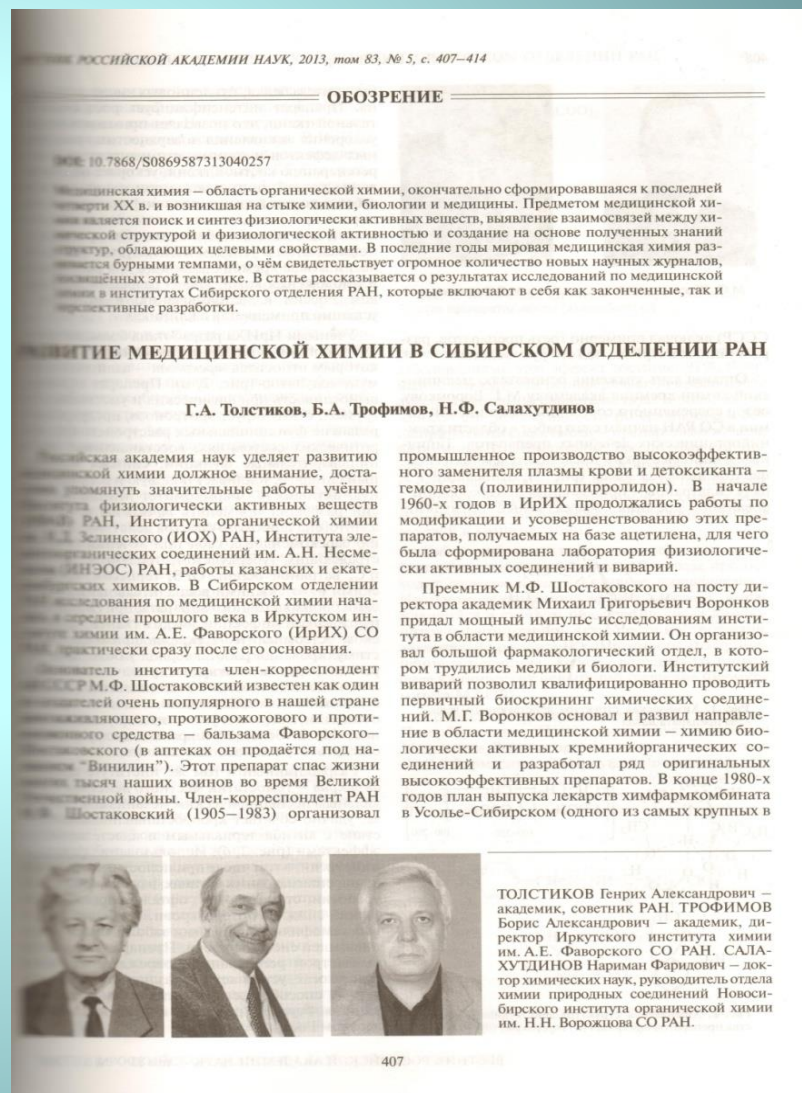 РОССИЙСКОЙ АКАДЕМИИ НАУК, 2013, том 83, № 5, с. 407–414
ОБОЗРЕНИЕ
DOI: 10.7868/S0869587313040257
Медицинская химия – область органической химии, окончательно сформировавшаяся к последней
четверти XX в. и возникшая на стыке химии, биологии и медицины. Предметом медицинской хи-
мии является поиск и синтез физиологически активных веществ, выявление взаимосвязей между хи-
мической структурой и физиологической активностью и создание на основе полученных знаний
структур, обладающих целевыми свойствами. В последние годы мировая медицинская химия раз-
вивается бурными темпами, о чём свидетельствует огромное количество новых научных журналов,
посвящённых этой тематике. В статье рассказывается о результатах исследований по медицинской
химии в институтах Сибирского отделения РАН, которые включают в себя как законченные, так и
перспективные разработки.
РАЗВИТИЕ МЕДИЦИНСКОЙ ХИМИИ В СИБИРСКОМ ОТДЕЛЕНИИ РАН
Г.А. Толстиков, Б.А. Трофимов, Н.Ф. Салахутдинов
Российская академия наук уделяет развитию
медицинской химии должное внимание, доста-
упомянуть значительные работы учёных
Института физиологически активных веществ
РАН, Института органической химии
Зелинского (ИОХ) РАН, Института эле-
ментоорганических соединений им. А.Н. Несме-
(ИНЭОС) РАН, работы казанских и екате-
химиков. В Сибирском отделении
исследования по медицинской химии нача-
середине прошлого века в Иркутском ин-
химии им. А.Е. Фаворского (ИрИХ) СО
практически сразу после его основания.
Основатель института член-корреспондент
М.Ф. Шостаковский известен как один
очень популярного в нашей стране
противоожогового и проти-
средства – бальзама Фаворского–
Шостаковского (в аптеках он продаётся под на-
"Винилин"). Этот препарат спас жизни
тысяч наших воинов во время Великой
Отечественной войны. Член-корреспондент РАН
Шостаковский (1905–1983) организовал
промышленное производство высокоэффектив-
ного заменителя плазмы крови и детоксиканта –
гемодеза (поливинилпирролидон). В начале
1960-х годов в ИрИХ продолжались работы по
модификации и усовершенствованию этих пре-
паратов, получаемых на базе ацетилена, для чего
была сформирована лаборатория физиологиче-
ски активных соединений и виварий.
Преемник М.Ф. Шостаковского на посту ди-
ректора академик Михаил Григорьевич Воронков
придал мощный импульс исследованиям инсти-
тута в области медицинской химии. Он организо-
вал большой фармакологический отдел, в кото-
ром трудились медики и биологи. Институтский
виварий позволил квалифицированно проводить
первичный биоскрининг химических соедине-
ний. М.Г. Воронков основал и развил направле-
ние в области медицинской химии – химию био-
логически активных кремнийорганических со-
единений и разработал ряд оригинальных
высокоэффективных препаратов. В конце 1980-х
годов план выпуска лекарств химфармкомбината
в Усолье-Сибирском (одного из самых крупных в
ТОЛСТИКОВ Генрих Александрович –
академик, советник РАН. ТРОФИМОВ
Борис Александрович – академик, ди-
ректор Иркутского института химии
им. А.Е. Фаворского СО РАН. САЛА-
ХУТДИНОВ Нариман Фаридович – док-
тор химических наук, руководитель отдела
химии природных соединений Новоси-
бирского института органической химии
им. Н.Н. Ворожцова СО РАН.
407